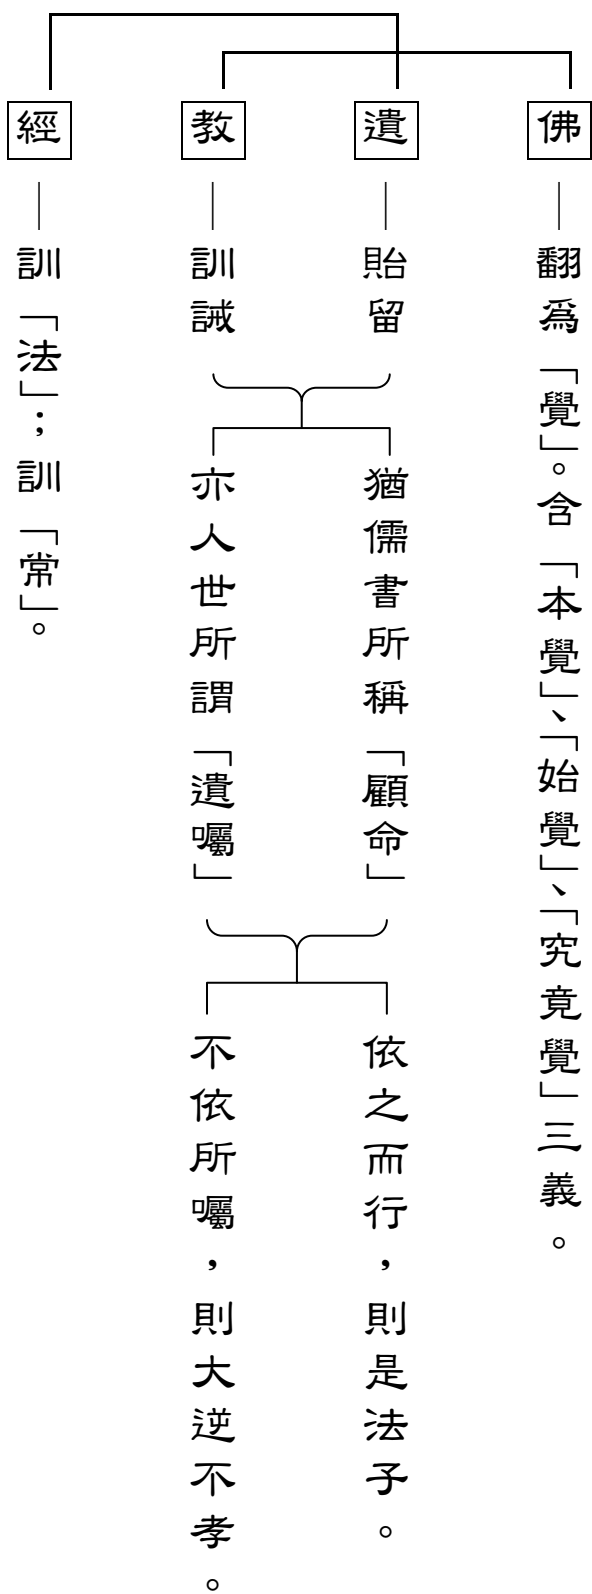 佛
翻爲「覺」。含「本覺」、「始覺」、「究竟覺」三義。
遺
貽留
教
訓誡
猶儒書所稱「顧命」
亦人世所謂「遺囑」
依之而行，則是法子。
不依所囑，則大逆不孝。
經
訓「法」；訓「常」。